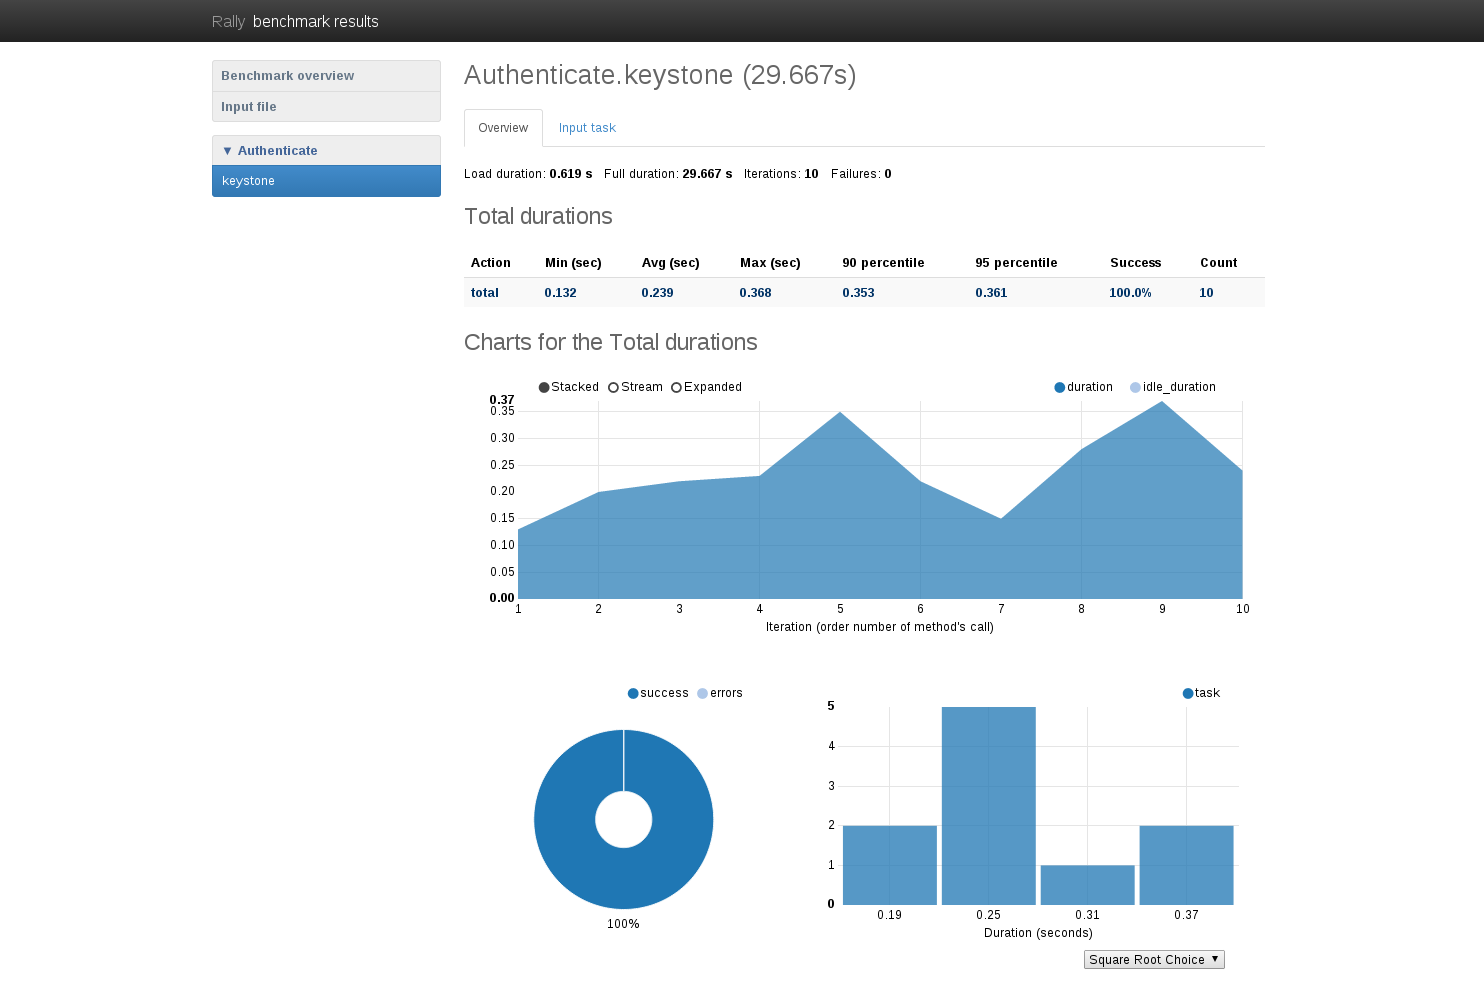 Rally benchmark results
Benchmark overview
Input file
▼ Authenticate
keystone
Authenticate.keystone (29.667s)
Overview Input task
Load duration: 0.619 s Full duration: 29.667 s Iterations: 10 Failures: 0
Total durations
Action Min (sec) Avg (sec) Max (sec) 90 percentile 95 percentile Success Count
total 0.132 0.239 0.368 0.353 0.361 100.0% 10
Charts for the Total durations
Stacked Stream Expanded duration idle_duration
0.37
0.35
0.30
0.25
0.20
0.15
0.10
0.05
0.00
1 2 3 4 5 6 7 8 9 10
Iteration (order number of method's call)
success errors
100%
task
5
4
3
2
1
0
0.19 0.25 0.31 0.37
Duration (seconds)
Square Root Choice ▼